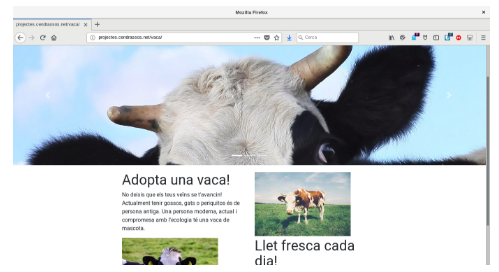 Mozilla Firefox
projectes.cendrassos.net/vaca/
projectes.cendrassos.net/vaca/
Cerca
Adopta una vaca!
No deixis que els teus veïns se t'avancin!
Actualment tenir gossos, gats o periquitos és de
persona antiga. Una persona moderna, actual i
compromesa amb l'ecologia té una vaca de
mascota.
Llet fresca cada
dia!